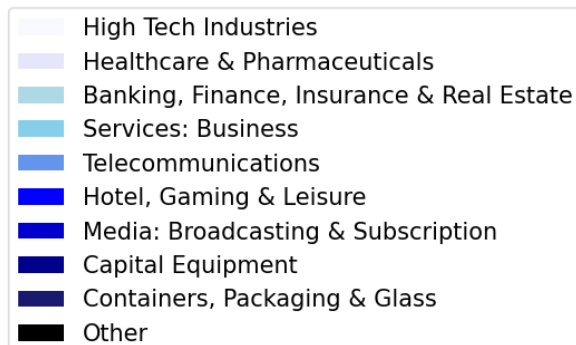 High Tech Industries
Healthcare & Pharmaceuticals
Banking, Finance, Insurance & Real Estate
Services: Business
Telecommunications
Hotel, Gaming & Leisure
Media: Broadcasting & Subscription
Capital Equipment
Containers, Packaging & Glass
Other